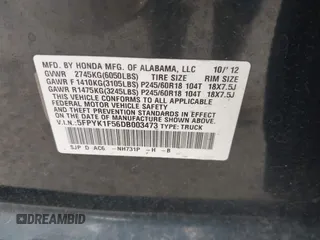 MFD. BY HONDA MFG. OF ALABAMA, LLC 10/'12
GVWR 2745KG(6050LBS) TIRE SIZE RIM SIZE
GAWR F 1410KG(3105LBS) P245/60R18 104T 18X7.5J
GAWR R1475KG(3245LBS) P245/60R18 104T 18X7.5J
THIS VEHICLE CONFORMS TO ALL APPLICABLE
FEDERAL MOTOR VEHICLE SAFETY AND THEFT
PREVENTION STANDARDS IN EFFECT ON THE DATE
OF MANUFACTURE SHOWN ABOVE.
V.I.N.: 5FPYK1F56DB003473 TYPE: TRUCK
SJP D AC6 -NH731P -H -B
DREAMBID